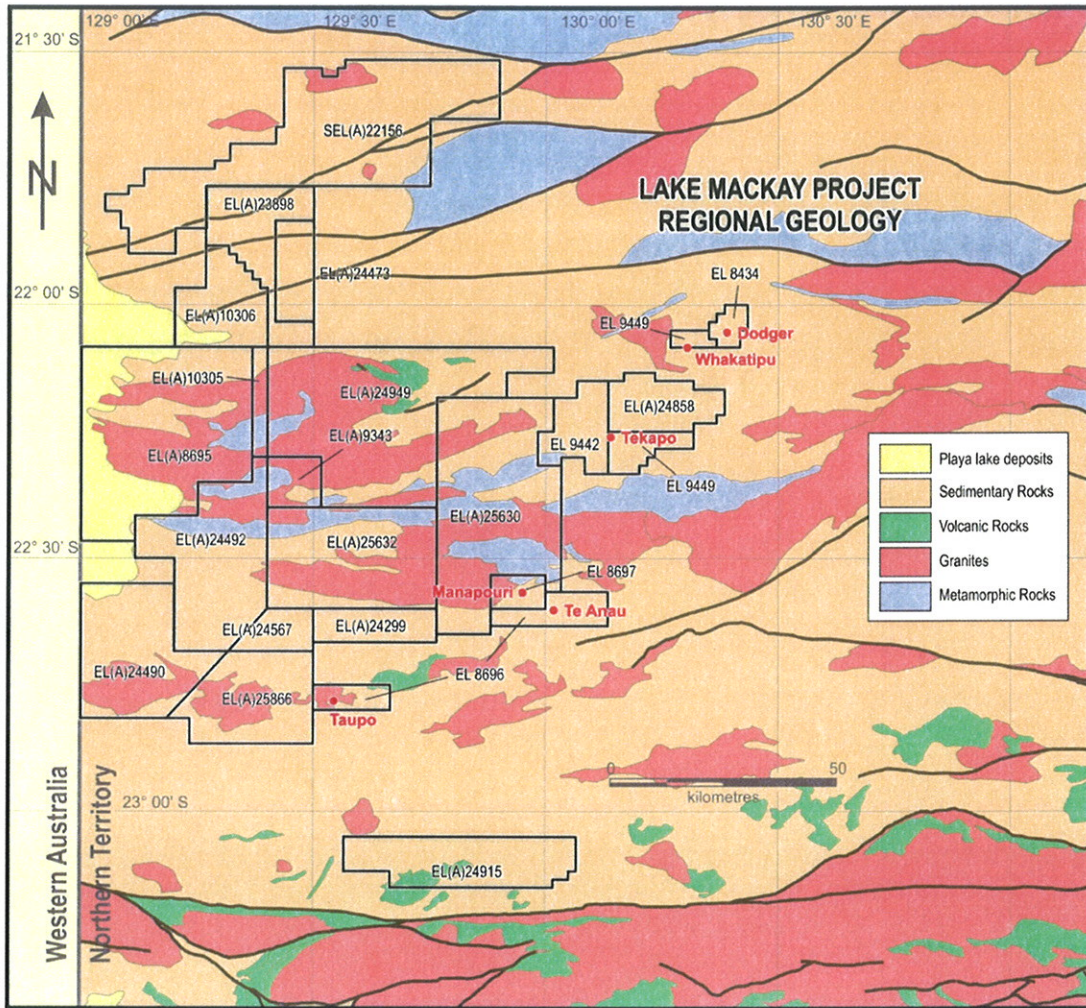 129° 00' E
129° 30' E
130° 00' E
130° 30' E
21° 30' S
N
SEL(A)22156
LAKE MACKAY PROJECT
REGIONAL GEOLOGY
EL(A)23898
EL(A)24473
EL 8434
22° 00' S
EL(A)10306
EL 9449
Dodger
Whakatipu
EL(A)10305
EL(A)24949
EL(A)24858
EL(A)9343
EL 9442
Tekapo
EL(A)8695
EL 9449
Playa lake deposits
Sedimentary Rocks
Volcanic Rocks
Granites
Metamorphic Rocks
EL(A)25630
EL(A)24492
EL(A)25632
22° 30' S
EL 8697
Manapouri
Te Anau
EL(A)24567
EL(A)24299
EL(A)24490
EL 8696
EL(A)25866
Taupo
0
50
kilometres
23° 00' S
Western Australia
Northern Territory
EL(A)24915